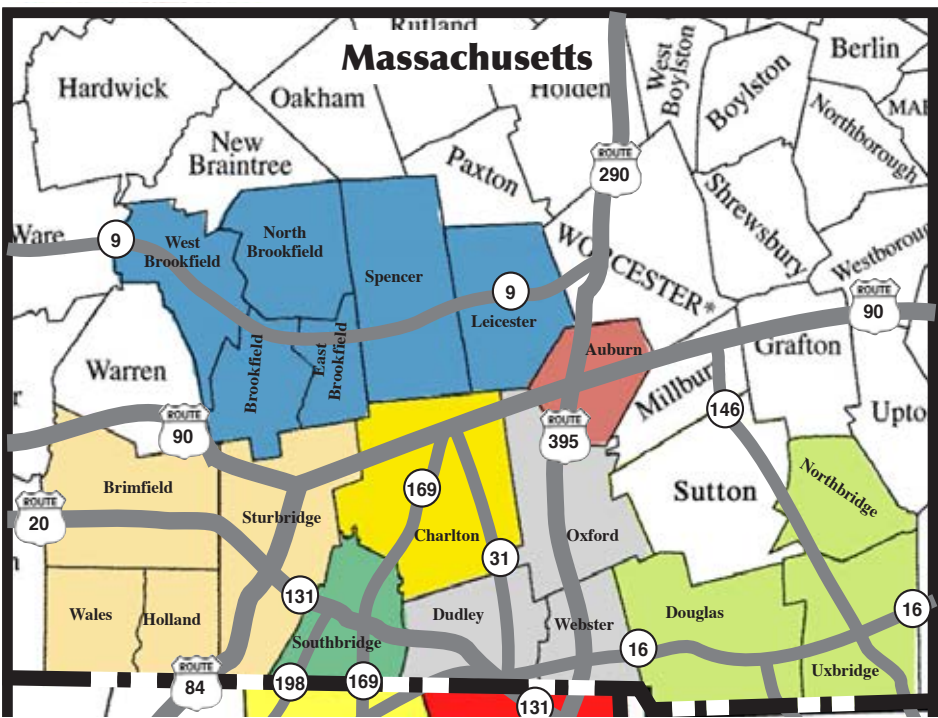 Rutland
Massachusetts
Berlin
West
Boylston
Boylston
Hardwick
Oakham
Holden
Northborough
New
Braintree
Paxton
ROUTE
290
Shrewsbury
Ware
9
West
Brookfield
North
Brookfield
WORCESTER*
Spencer
9
Leicester
ROUTE
90
Brookfield
East
Brookfield
Auburn
Grafton
Warren
Millbur
146
Upto
ROUTE
90
ROUTE
395
Brimfield
169
Sutton
Northbridge
ROUTE
20
Sturbridge
Charlton
Oxford
31
131
Wales
Holland
Dudley
Webster
Douglas
16
Southbridge
16
Uxbridge
ROUTE
84
198
169
131